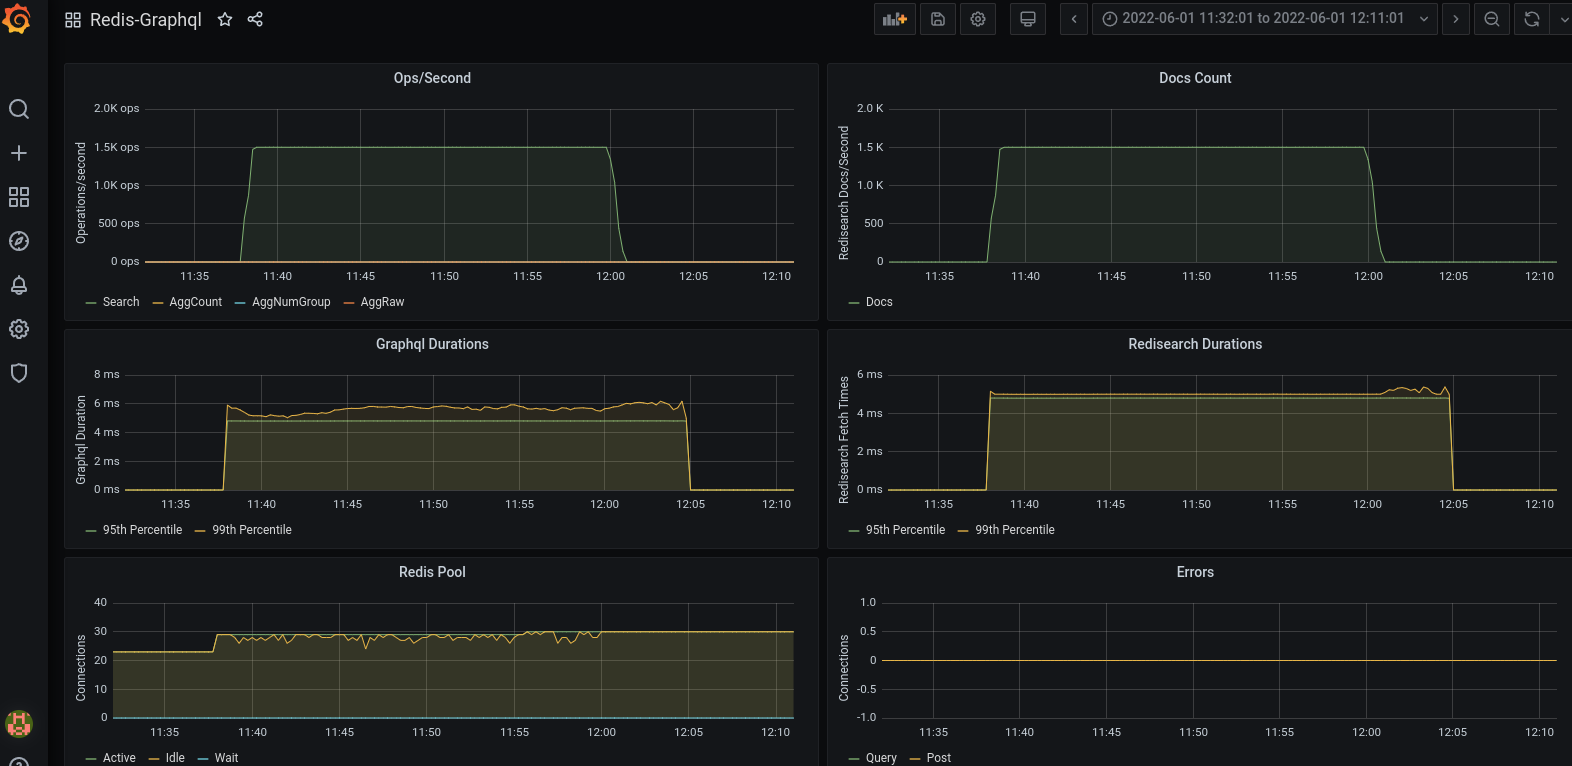 Redis-Graphql
2022-06-01 11:32:01 to 2022-06-01 12:11:01
Ops/Second
Operations/second
2.0K ops
1.5K ops
1.0K ops
500 ops
0 ops
11:35 11:40 11:45 11:50 11:55 12:00 12:05 12:10
Search AggCount AggNumGroup AggRaw
Docs Count
Redisearch Docs/Second
2.0 K
1.5 K
1.0 K
500
0
11:35 11:40 11:45 11:50 11:55 12:00 12:05 12:10
Docs
Graphql Durations
Graphql Duration
8 ms
6 ms
4 ms
2 ms
0 ms
11:35 11:40 11:45 11:50 11:55 12:00 12:05 12:10
95th Percentile 99th Percentile
Redisearch Durations
Redisearch Fetch Times
6 ms
4 ms
2 ms
0 ms
11:35 11:40 11:45 11:50 11:55 12:00 12:05 12:10
95th Percentile 99th Percentile
Redis Pool
Connections
40
30
20
10
0
11:35 11:40 11:45 11:50 11:55 12:00 12:05 12:10
Active Idle Wait
Errors
Connections
1.0
0.5
0
-0.5
-1.0
11:35 11:40 11:45 11:50 11:55 12:00 12:05 12:10
Query Post